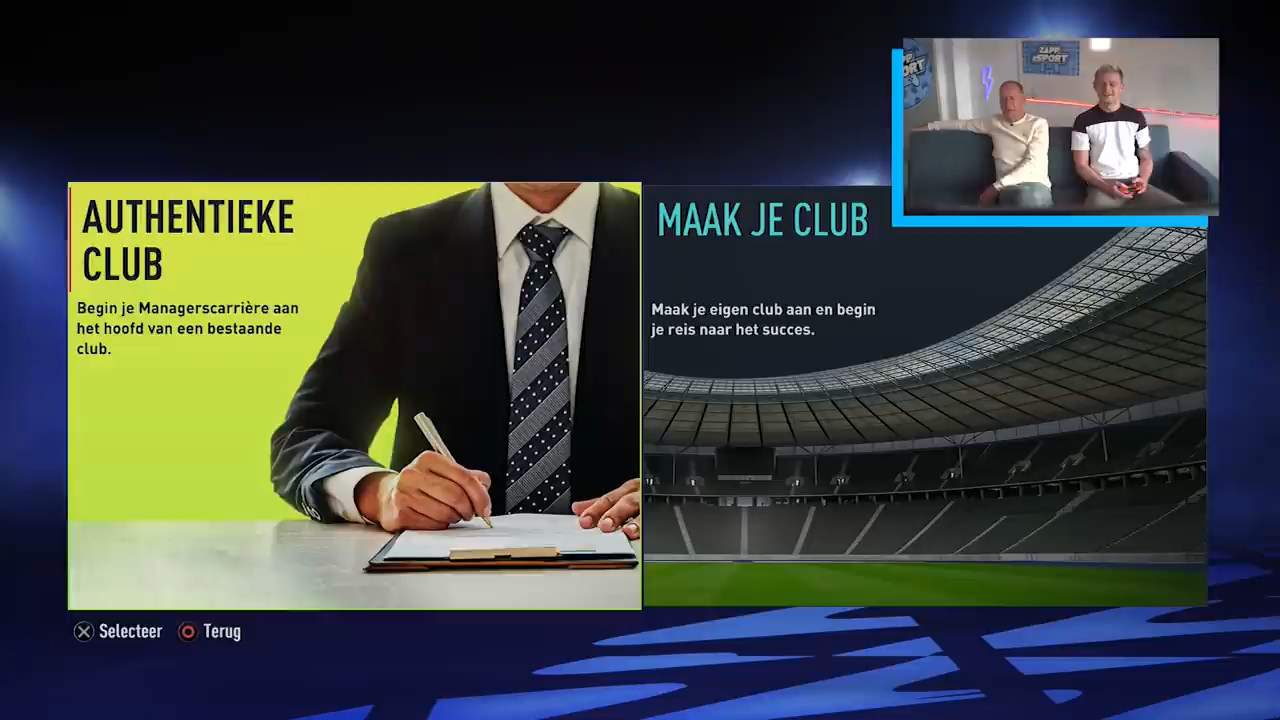 AUTHENTIEKE
CLUB
Begin je Managerscarrière aan
het hoofd van een bestaande
club.
MAAK JE CLUB
Maak je eigen club aan en begin
je reis naar het succes.
Selecteer
Terug
ZAPP
eSPORT